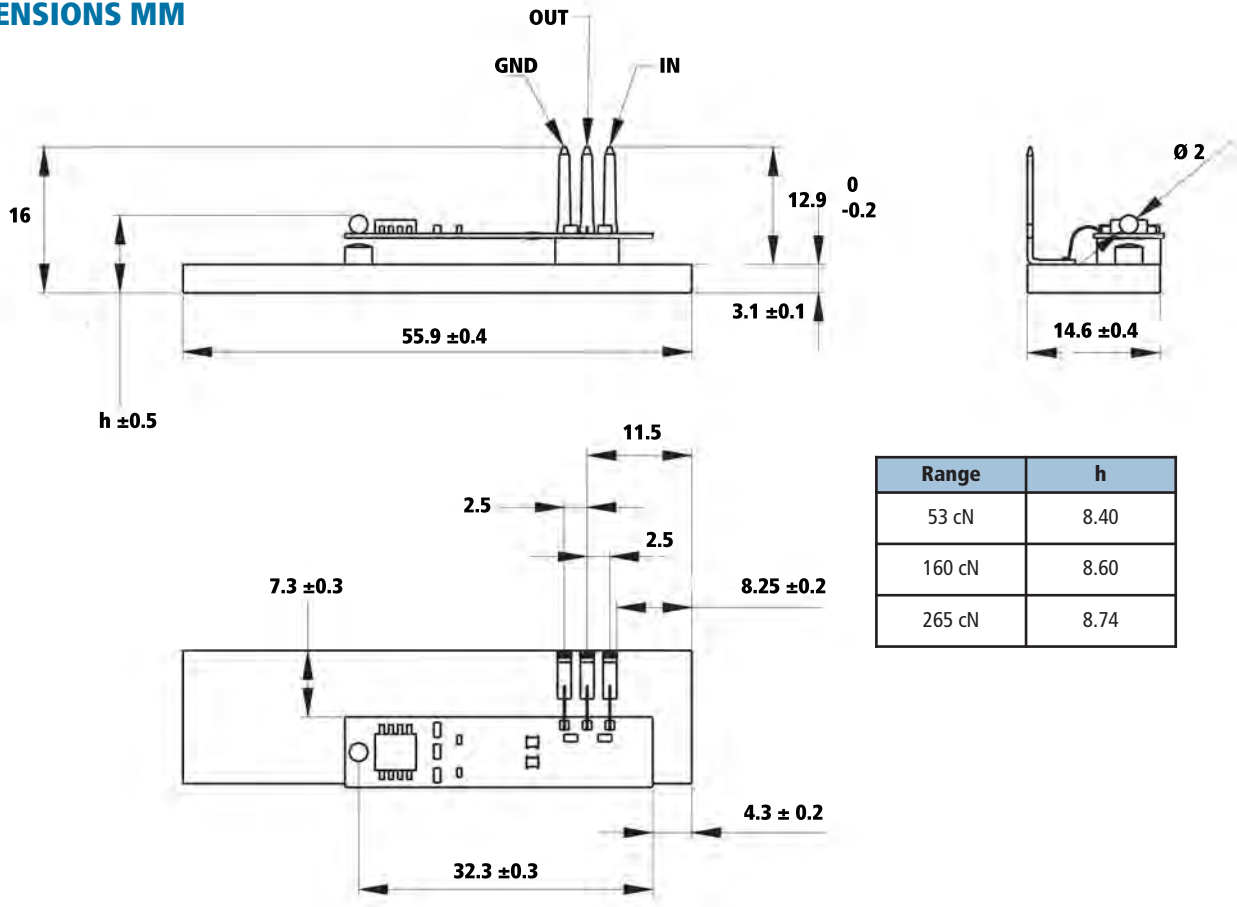 ENSIONS MM
OUT
GND
IN
Ø 2
16
12.9
0
-0.2
3.1 ±0.1
55.9 ±0.4
14.6 ±0.4
h ±0.5
11.5
2.5
2.5
7.3 ±0.3
8.25 ±0.2
Range h
53 cN 8.40
160 cN 8.60
265 cN 8.74
4.3 ± 0.2
32.3 ±0.3